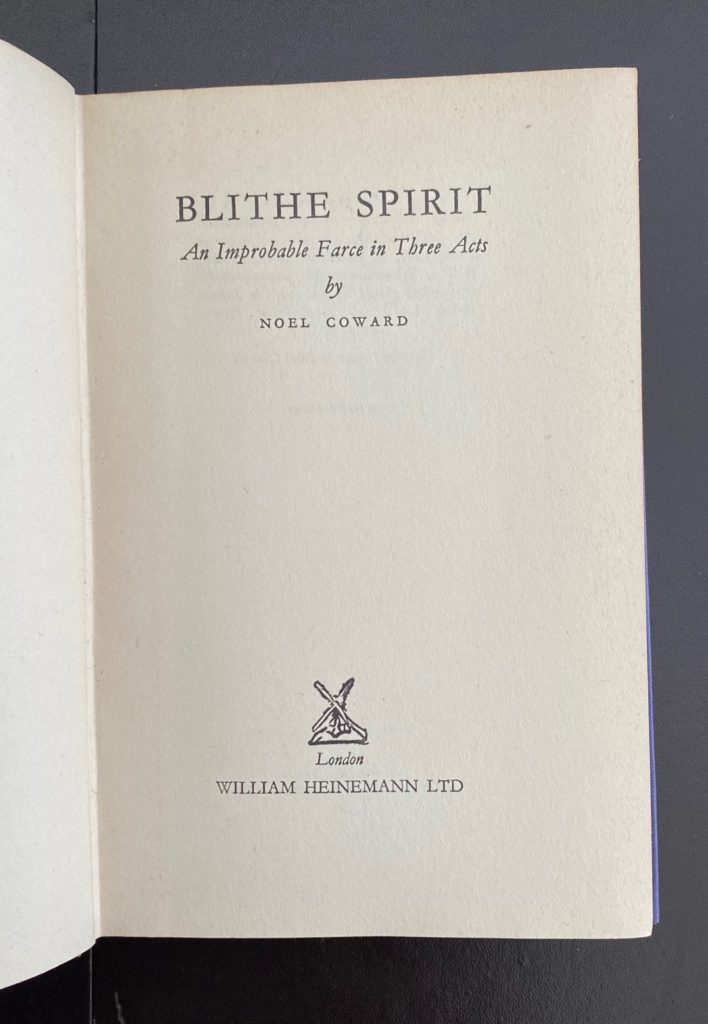 BLITHE SPIRIT
An Improbable Farce in Three Acts
by
NOEL COWARD
London
WILLIAM HEINEMANN LTD